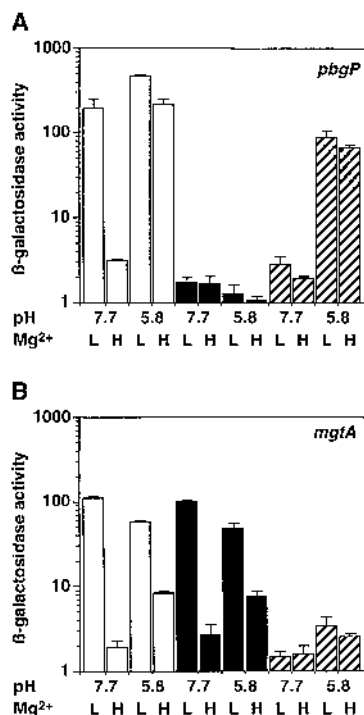 A
pbgP
ß-galactosidase activity
1000
100
10
1
pH 7.7 5.8 7.7 5.8 7.7 5.8
Mg2+ L H L H L H L H L H L H
B
mgtA
ß-galactosidase activity
1000
100
10
1
pH 7.7 5.8 7.7 5.8 7.7 5.8
Mg2+ L H L H L H L H L H L H